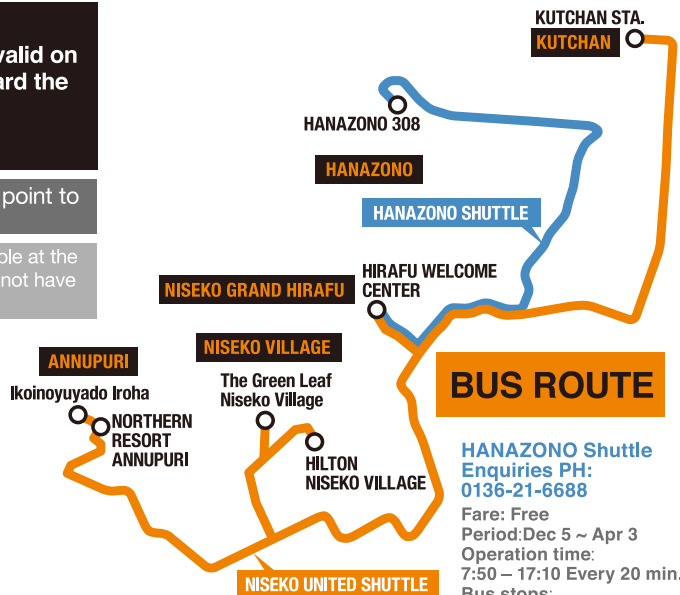 valid on
ard the
point to
ble at the
not have
KUTCHAN STA.
KUTCHAN
HANAZONO 308
HANAZONO
HANAZONO SHUTTLE
HIRAFU WELCOME
CENTER
NISEKO GRAND HIRAFU
NISEKO VILLAGE
The Green Leaf
Niseko Village
ANNUPURI
Ikoinoyuyado Iroha
NORTHERN
RESORT
ANNUPURI
HILTON
NISEKO VILLAGE
NISEKO UNITED SHUTTLE
BUS ROUTE
HANAZONO Shuttle
Enquiries PH:
0136-21-6688
Fare: Free
Period:Dec 5 ~ Apr 3
Operation time:
7:50 – 17:10 Every 20 min.
Bus stops: